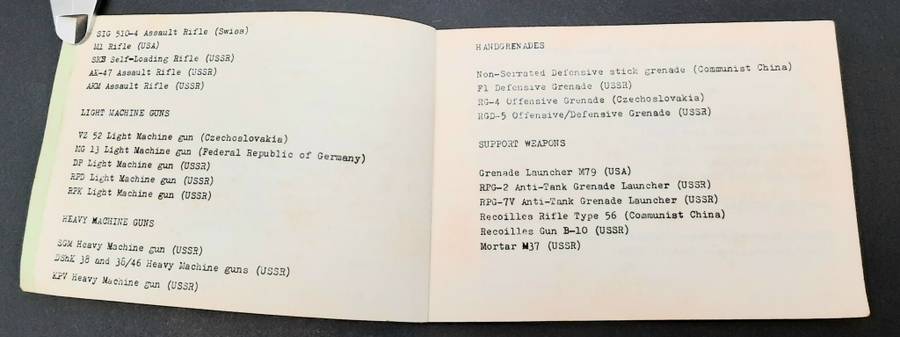 SIG 510-4 Assault Rifle (Swiss)
M1 Rifle (USA)
SKS Self-Loading Rifle (USSR)
AK-47 Assault Rifle (USSR)
AKM Assault Rifle (USSR)
LIGHT MACHINE GUNS
VZ 52 Light Machine gun (Czechoslovakia)
MG 13 Light Machine gun (Federal Republic of Germany)
DP Light Machine gun (USSR)
RPD Light Machine gun (USSR)
RPK Light Machine gun (USSR)
HEAVY MACHINE GUNS
SGM Heavy Machine gun (USSR)
DShK 38 and 38/46 Heavy Machine guns (USSR)
KPV Heavy Machine gun (USSR)
HANDGRENADES
Non-Serrated Defensive stick grenade (Communist China)
F1 Defensive Grenade (USSR)
RG-4 Offensive Grenade (Czechoslovakia)
RGD-5 Offensive/Defensive Grenade (USSR)
SUPPORT WEAPONS
Grenade Launcher M79 (USA)
RPG-2 Anti-Tank Grenade Launcher (USSR)
RPG-7V Anti-Tank Grenade Launcher (USSR)
Recoilles Rifle Type 56 (Communist China)
Recoilles Gun B-10 (USSR)
Mortar M37 (USSR)